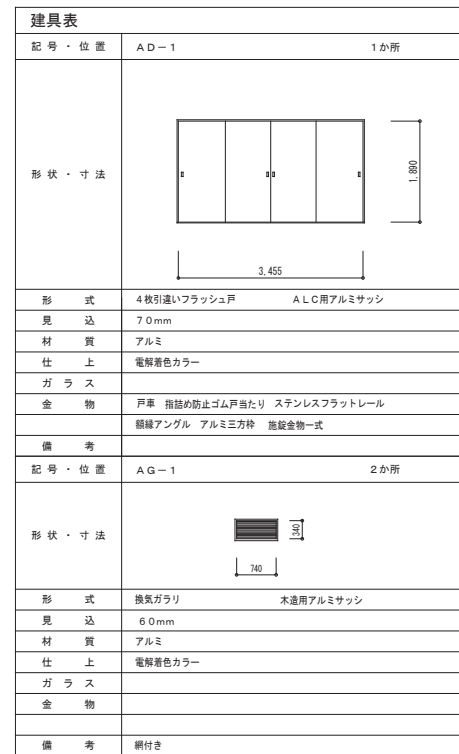 建具表
記号・位置 AD－1 1か所
形状・寸法
1,890
3,455
形式 4枚引違いフラッシュ戸 ALC用アルミサッシ
見込 70mm
材質 アルミ
仕上 電解着色カラー
ガラス
金物 戸車 指詰め防止ゴム戸当たり ステンレスフラットレール
額縁アングル アルミ三方枠 施錠金物一式
備考
記号・位置 AG－1 2か所
形状・寸法
340
740
形式 換気ガラリ 木造用アルミサッシ
見込 60mm
材質 アルミ
仕上 電解着色カラー
ガラス
金物
備考 網付き